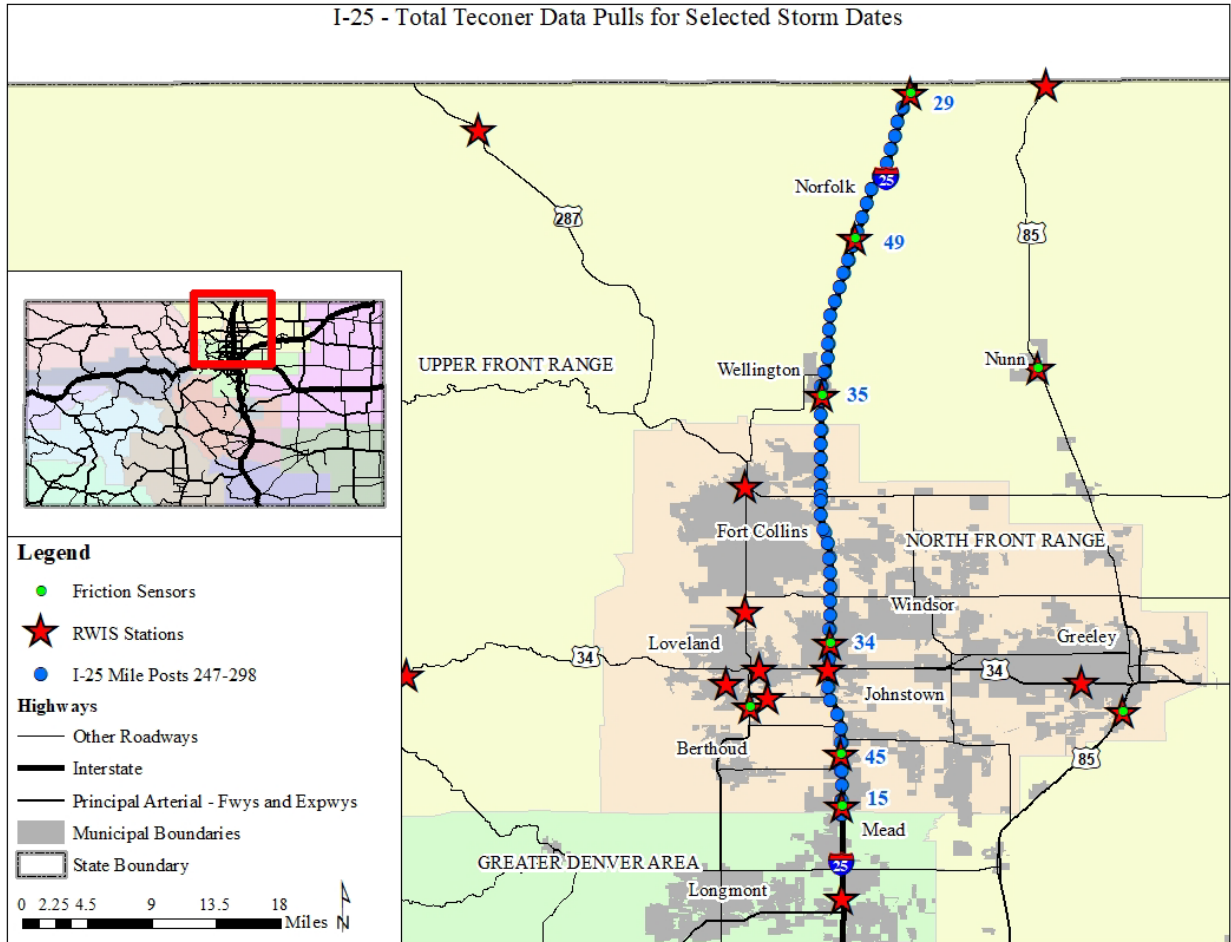 I-25 - Total Teconer Data Pulls for Selected Storm Dates
29
25
Norfolk
287
49
85
UPPER FRONT RANGE
Wellington
Nunn
35
Fort Collins
NORTH FRONT RANGE
Windsor
Greeley
34
Loveland
34
34
Johnstown
Berthoud
45
85
15
Mead
GREATER DENVER AREA
25
Longmont
Legend
Friction Sensors
RWIS Stations
I-25 Mile Posts 247-298
Highways
Other Roadways
Interstate
Principal Arterial - Fwys and Expwys
Municipal Boundaries
State Boundary
0 2.25 4.5 9 13.5 18
Miles
N